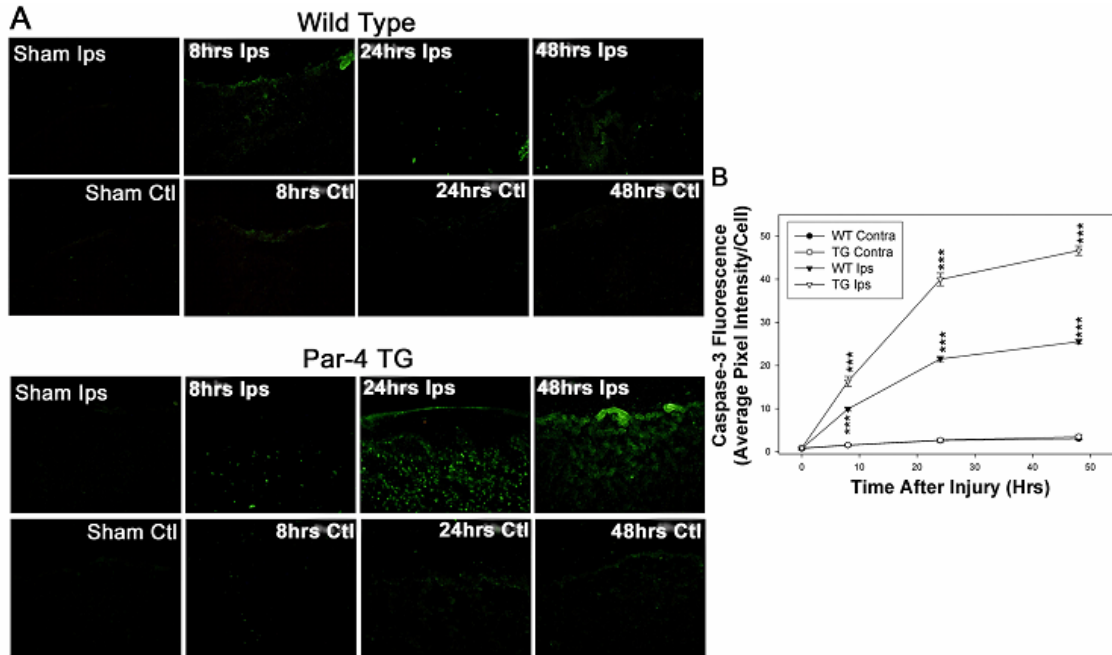 A
Wild Type
Sham Ips
8hrs Ips
24hrs Ips
48hrs Ips
Sham Ctl
8hrs Ctl
24hrs Ctl
48hrs Ctl
Par-4 TG
Sham Ips
8hrs Ips
24hrs Ips
48hrs Ips
Sham Ctl
8hrs Ctl
24hrs Ctl
48hrs Ctl
B
Caspase-3 Fluorescence
(Average Pixel Intensity/Cell)
50
40
30
20
10
0
WT Contra
TG Contra
WT Ips
TG Ips
***
***
***
***
***
***
0 10 20 30 40 50
Time After Injury (Hrs)